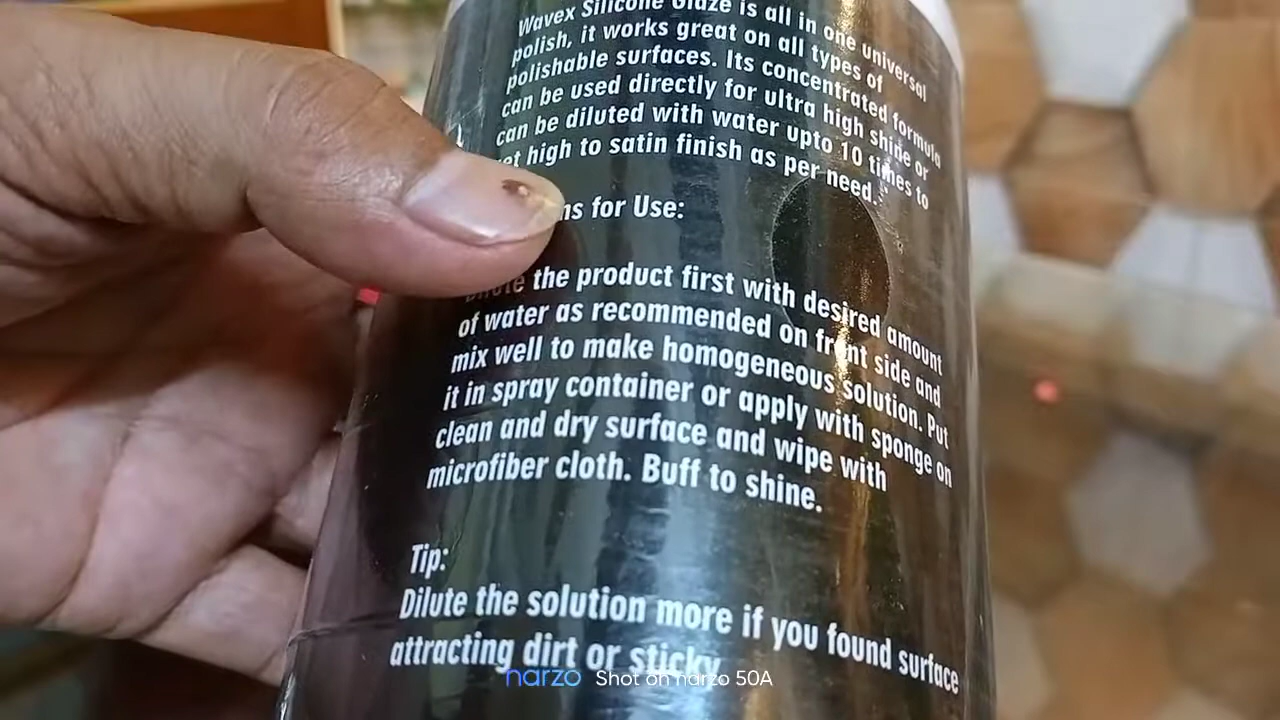 Wavex Silicone Glaze is all in one universal
polish, it works great on all types of
polishable surfaces. Its concentrated formula
can be used directly for ultra high shine or
can be diluted with water upto 10 times to
high to satin finish as per need.
for Use:
the product first with desired amount
of water as recommended on front side and
mix well to make homogeneous solution. Put
it in spray container or apply with sponge on
clean and dry surface and wipe with
microfiber cloth. Buff to shine.
Tip:
Dilute the solution more if you found surface
attracting dirt or sticky
narzo Shot on narzo 50A